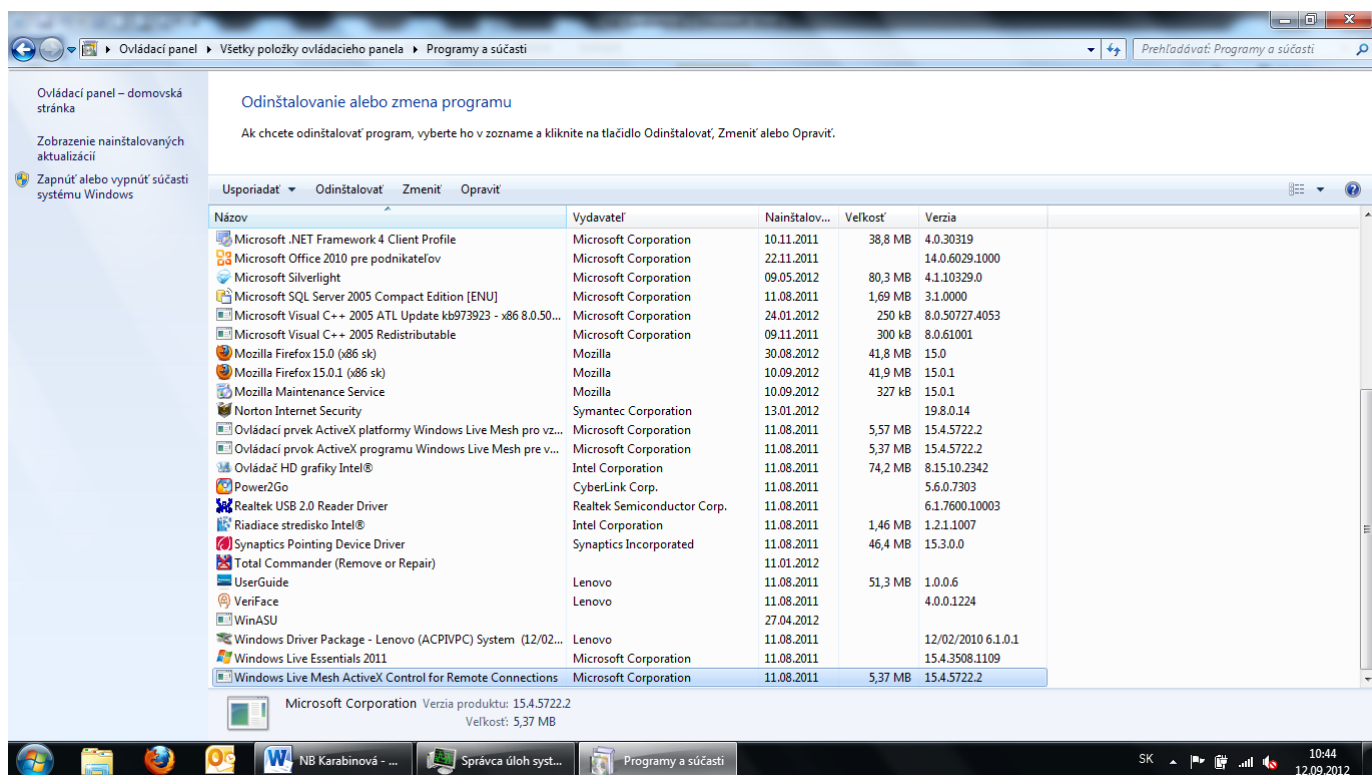 Ovládací panel ▸ Všetky položky ovládacieho panela ▸ Programy a súčasti
Prehľadávať: Programy a súčasti
Ovládací panel – domovská
stránka
Zobrazenie nainštalovaných
aktualizácií
Zapnúť alebo vypnúť súčasti
systému Windows
Odinštalovanie alebo zmena programu
Ak chcete odinštalovať program, vyberte ho v zozname a kliknite na tlačidlo Odinštalovať, Zmeniť alebo Opraviť.
Usporiadať Odinštalovať Zmeniť Opraviť
Názov Vydavateľ Nainštalov... Veľkosť Verzia
Microsoft .NET Framework 4 Client Profile Microsoft Corporation 10.11.2011 38,8 MB 4.0.30319
Microsoft Office 2010 pre podnikateľov Microsoft Corporation 22.11.2011 14.0.6029.1000
Microsoft Silverlight Microsoft Corporation 09.05.2012 80,3 MB 4.1.10329.0
Microsoft SQL Server 2005 Compact Edition [ENU] Microsoft Corporation 11.08.2011 1,69 MB 3.1.0000
Microsoft Visual C++ 2005 ATL Update kb973923 - x86 8.0.50... Microsoft Corporation 24.01.2012 250 kB 8.0.50727.4053
Microsoft Visual C++ 2005 Redistributable Microsoft Corporation 09.11.2011 300 kB 8.0.61001
Mozilla Firefox 15.0 (x86 sk) Mozilla 30.08.2012 41,8 MB 15.0
Mozilla Firefox 15.0.1 (x86 sk) Mozilla 10.09.2012 41,9 MB 15.0.1
Mozilla Maintenance Service Mozilla 10.09.2012 327 kB 15.0.1
Norton Internet Security Symantec Corporation 13.01.2012 19.8.0.14
Ovládací prvek ActiveX platformy Windows Live Mesh pro vz... Microsoft Corporation 11.08.2011 5,57 MB 15.4.5722.2
Ovládací prvok ActiveX programu Windows Live Mesh pre v... Microsoft Corporation 11.08.2011 5,37 MB 15.4.5722.2
Ovládač HD grafiky Intel® Intel Corporation 11.08.2011 74,2 MB 8.15.10.2342
Power2Go CyberLink Corp. 11.08.2011 5.6.0.7303
Realtek USB 2.0 Reader Driver Realtek Semiconductor Corp. 11.08.2011 6.1.7600.10003
Riadiace stredisko Intel® Intel Corporation 11.08.2011 1,46 MB 1.2.1.1007
Synaptics Pointing Device Driver Synaptics Incorporated 11.08.2011 46,4 MB 15.3.0.0
Total Commander (Remove or Repair) 11.01.2012
UserGuide Lenovo 11.08.2011 51,3 MB 1.0.0.6
VeriFace Lenovo 11.08.2011 4.0.0.1224
WinASU 27.04.2012
Windows Driver Package - Lenovo (ACPIVPC) System (12/02... Lenovo 11.08.2011 12/02/2010 6.1.0.1
Windows Live Essentials 2011 Microsoft Corporation 11.08.2011 15.4.3508.1109
Windows Live Mesh ActiveX Control for Remote Connections Microsoft Corporation 11.08.2011 5,37 MB 15.4.5722.2
Microsoft Corporation Verzia produktu: 15.4.5722.2
Veľkosť: 5,37 MB
NB Karabinová - ... Správca úloh syst... Programy a súčasti SK 10:44
12.09.2012